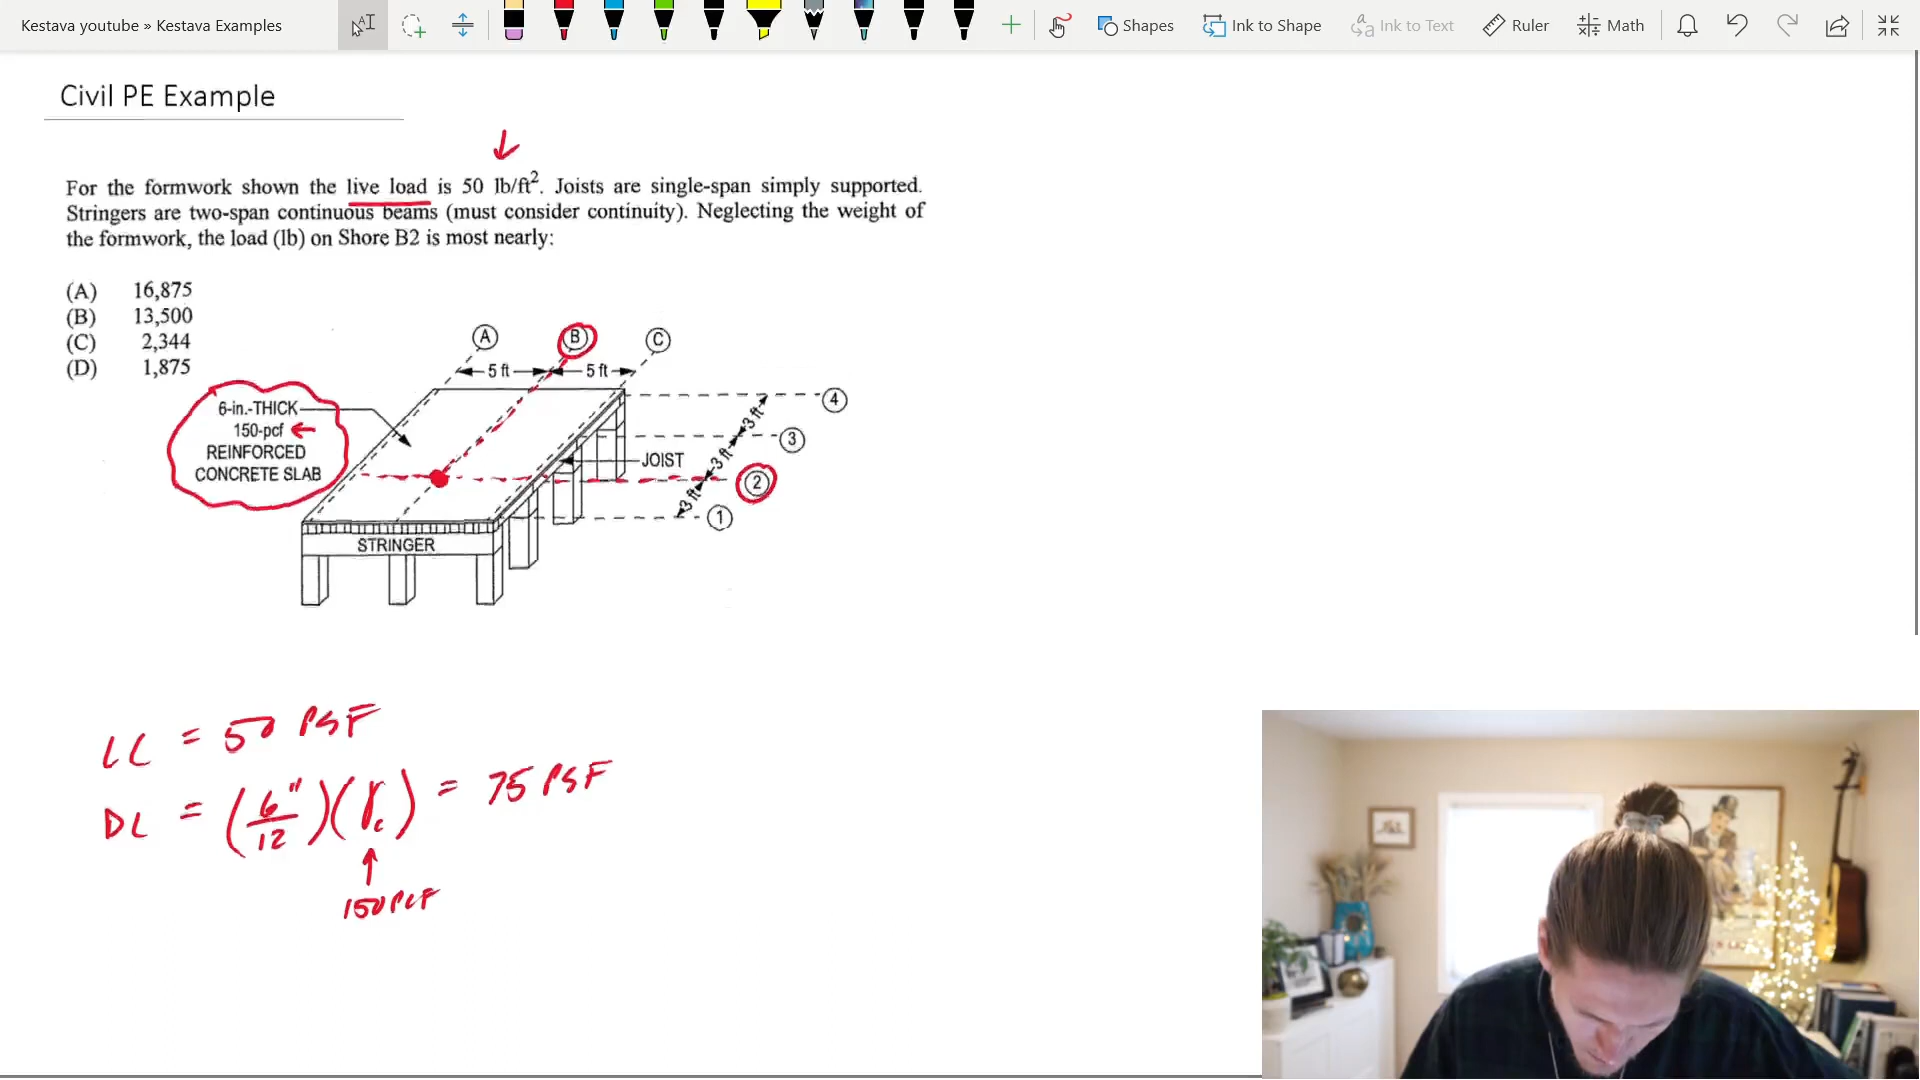 Kestava youtube » Kestava Examples
Shapes
Ink to Shape
Ink to Text
Ruler
Math
Civil PE Example
For the formwork shown the live load is 50 lb/ft². Joists are single-span simply supported.
Stringers are two-span continuous beams (must consider continuity). Neglecting the weight of
the formwork, the load (lb) on Shore B2 is most nearly:
(A) 16,875
(B) 13,500
(C) 2,344
(D) 1,875
A B C
5 ft 5 ft
6-in.-THICK
150-pcf
REINFORCED
CONCRETE SLAB
4
3 ft
3
JOIST
3 ft
2
3 ft
1
STRINGER
LL = 50 PSF
DL = (6"/12)(γc) = 75 PSF
150 PCF